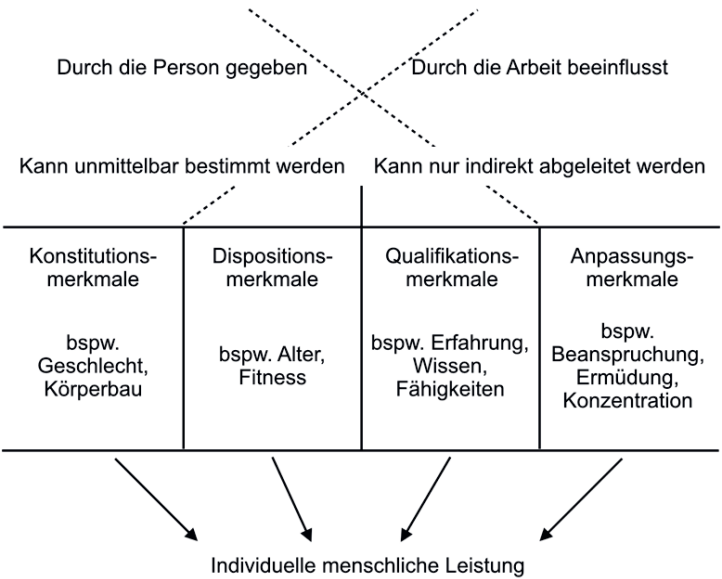 Durch die Person gegeben
Durch die Arbeit beeinflusst
Kann unmittelbar bestimmt werden
Kann nur indirekt abgeleitet werden
Konstitutions-
merkmale
bspw.
Geschlecht,
Körperbau
Dispositions-
merkmale
bspw. Alter,
Fitness
Qualifikations-
merkmale
bspw. Erfahrung,
Wissen,
Fähigkeiten
Anpassungs-
merkmale
bspw.
Beanspruchung,
Ermüdung,
Konzentration
Individuelle menschliche Leistung